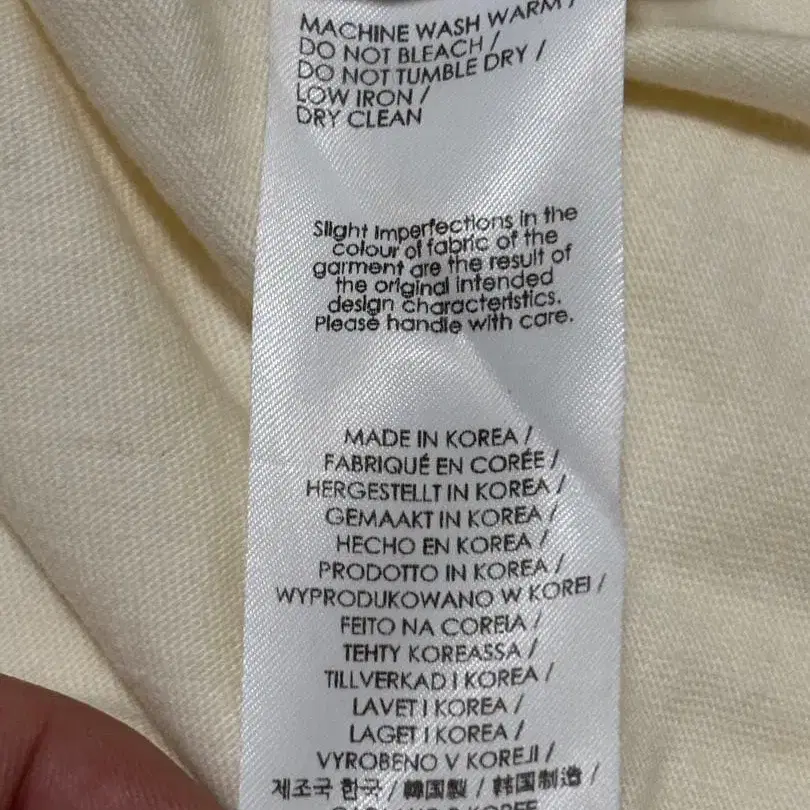 MACHINE WASH WARM /
DO NOT BLEACH /
DO NOT TUMBLE DRY /
LOW IRON /
DRY CLEAN
Slight imperfections in the
colour of fabric of the
garment are the result of
the original intended
design characteristics.
Please handle with care.
MADE IN KOREA /
FABRIQUÉ EN CORÉE /
HERGESTELLT IN KOREA /
GEMAAKT IN KOREA /
HECHO EN KOREA /
PRODOTTO IN KOREA /
WYPRODUKOWANO W KOREI /
FEITO NA COREIA /
TEHTY KOREASSA /
TILLVERKAD I KOREA /
LAVET I KOREA /
LAGET I KOREA /
VYROBENO V KOREJI /
제조국 한국 / 韓国製 / 韩国制造 /